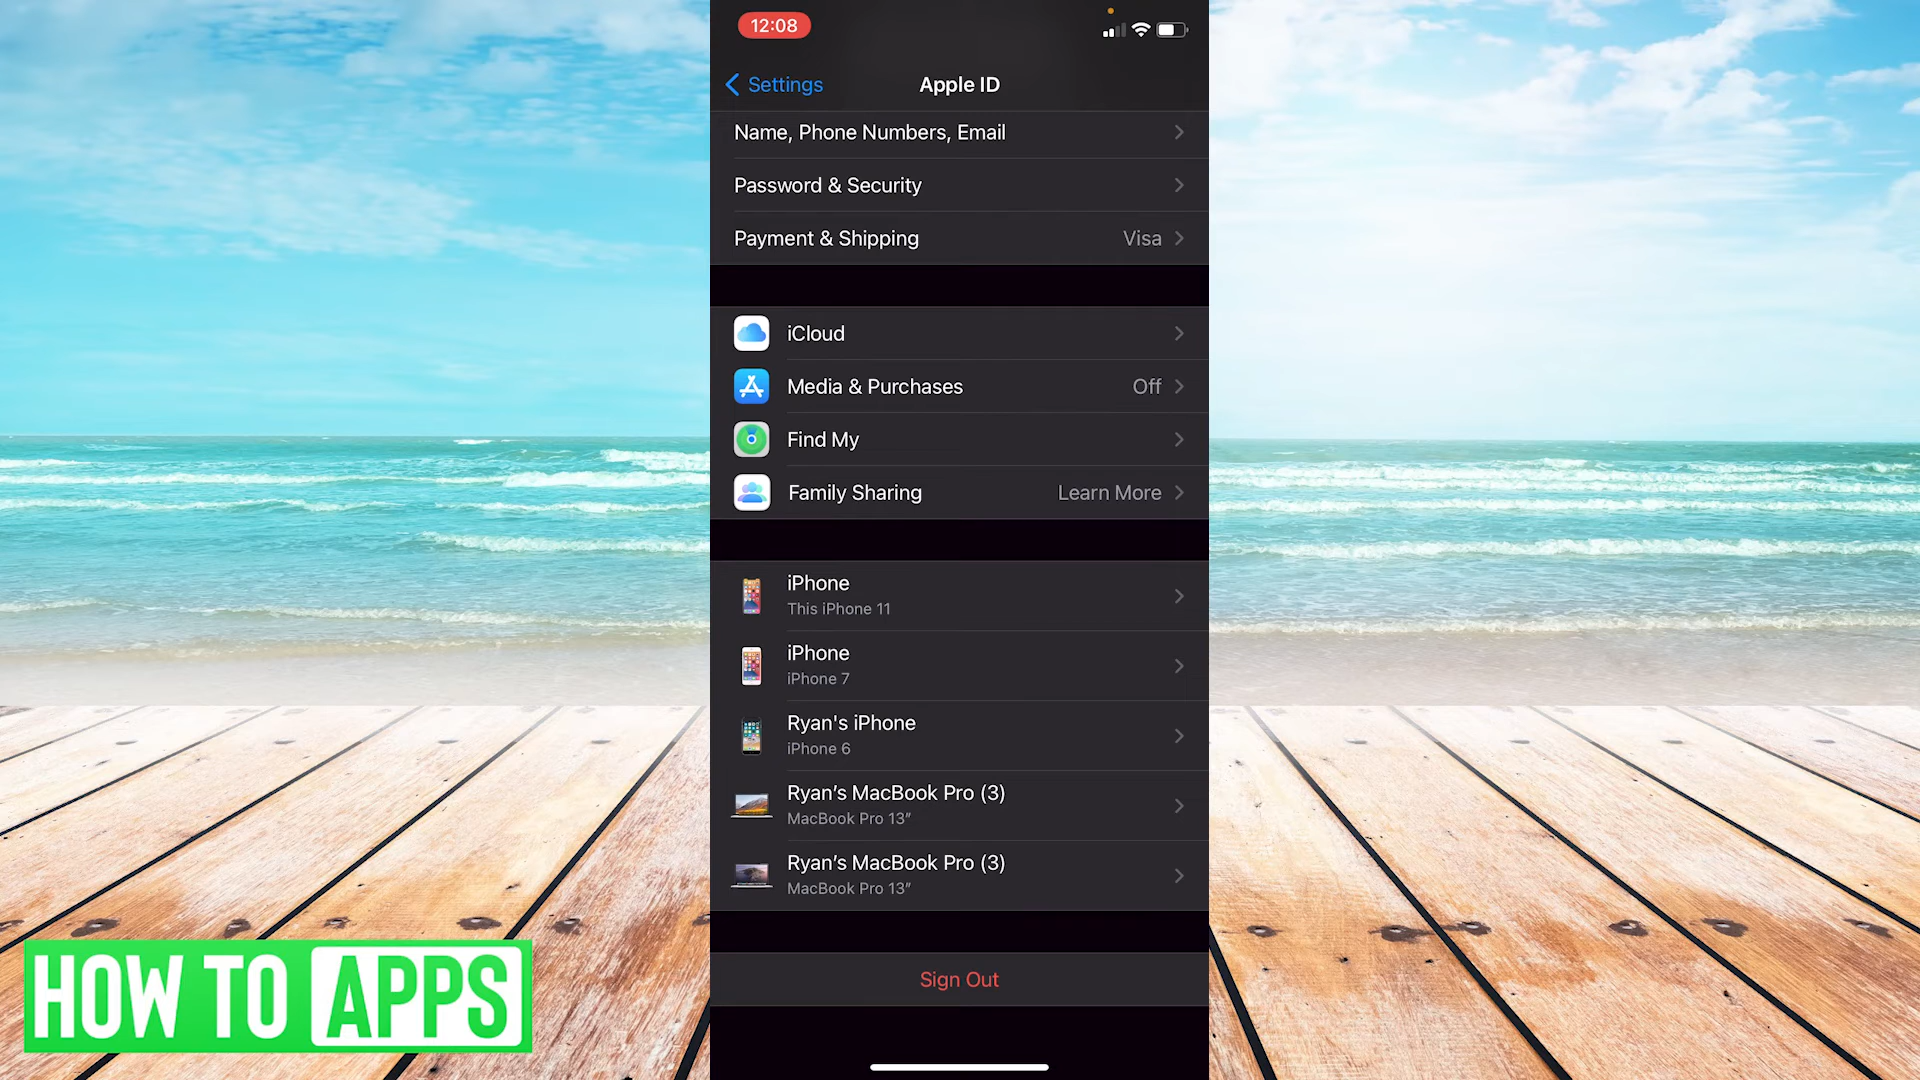 12:08
Settings
Apple ID
Name, Phone Numbers, Email
Password & Security
Payment & Shipping Visa
iCloud
Media & Purchases Off
Find My
Family Sharing Learn More
iPhone
This iPhone 11
iPhone
iPhone 7
Ryan's iPhone
iPhone 6
Ryan’s MacBook Pro (3)
MacBook Pro 13″
Ryan’s MacBook Pro (3)
MacBook Pro 13″
Sign Out
HOW TO APPS